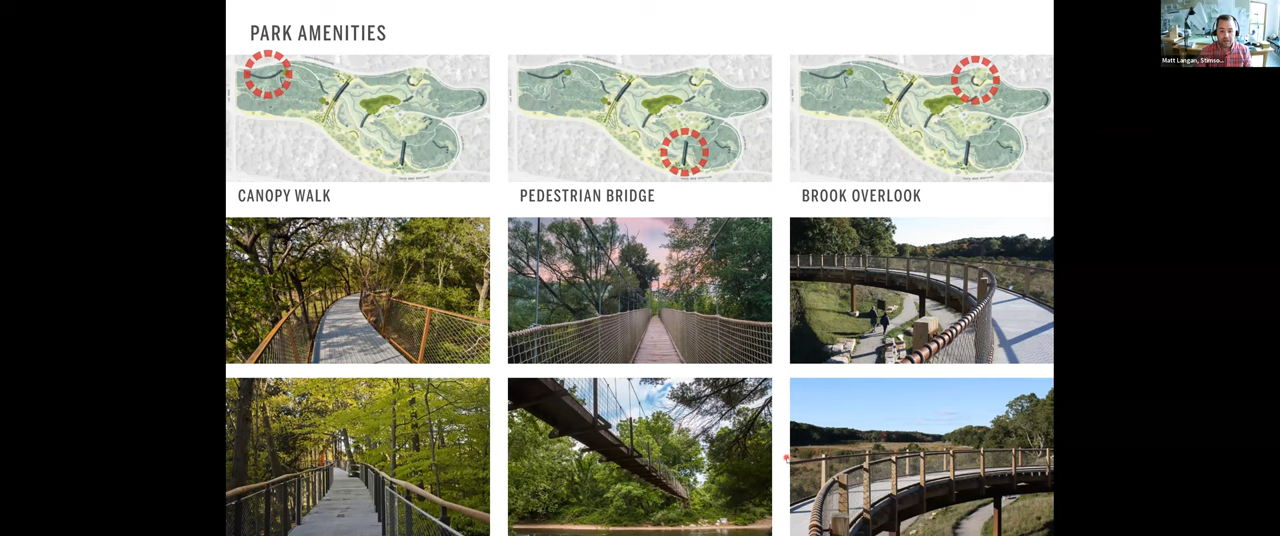 PARK AMENITIES
Matt Langan, Stimso...
CANOPY WALK
PEDESTRIAN BRIDGE
BROOK OVERLOOK